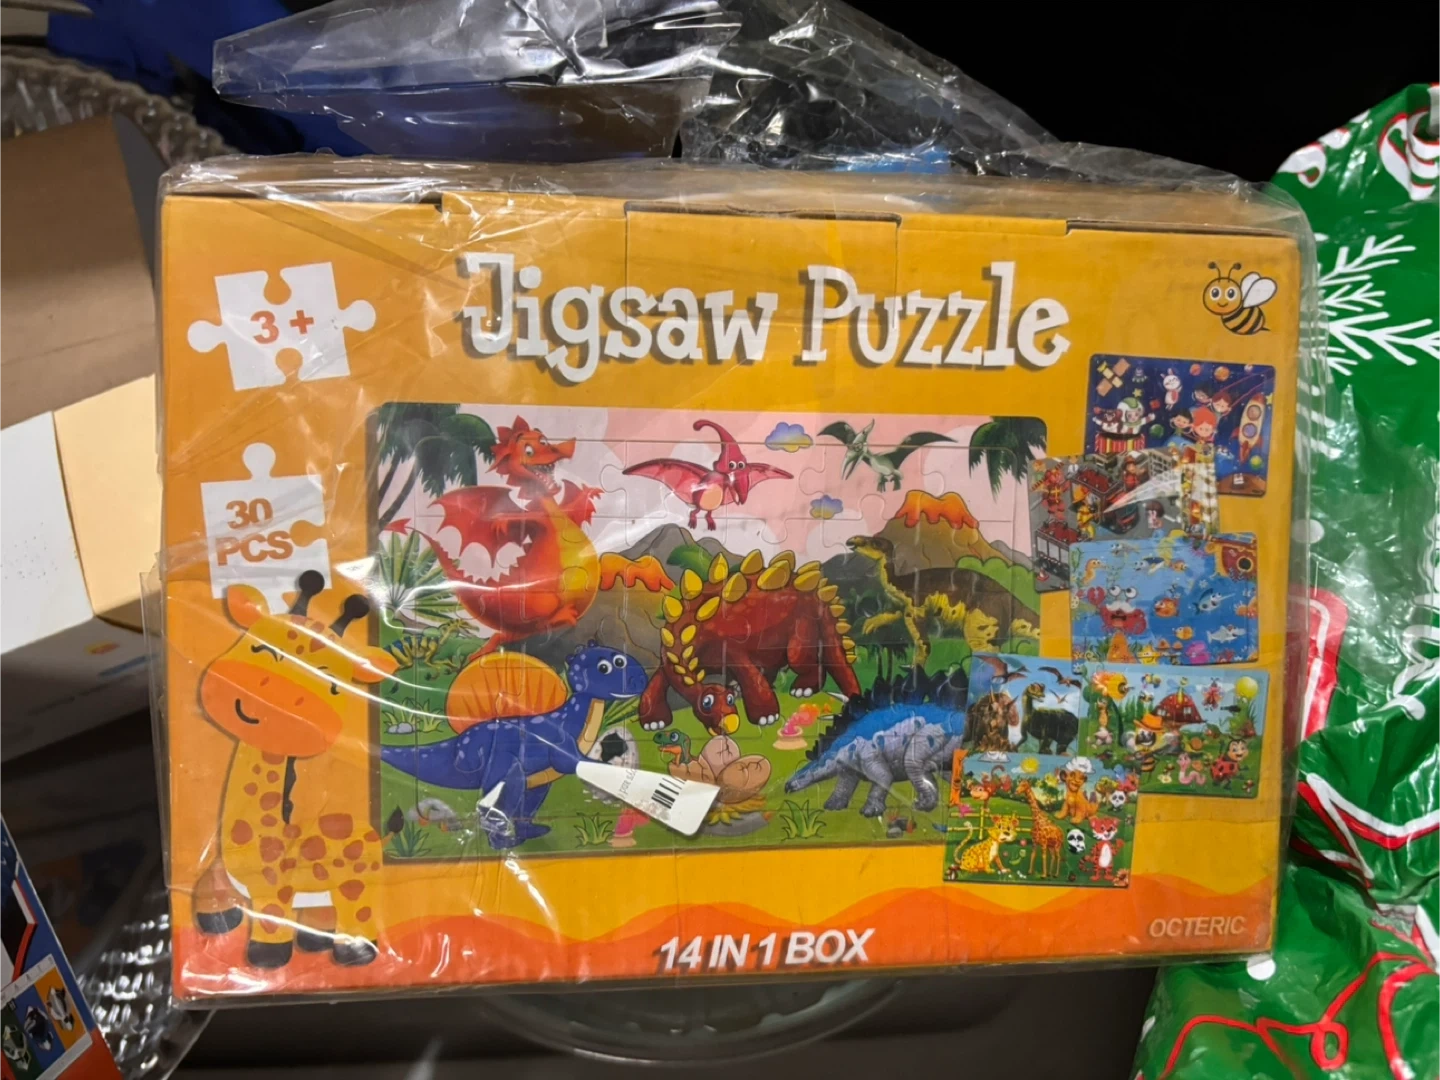 Jigsaw Puzzle
3+
30
PCS
14 IN 1 BOX
OCTERIC